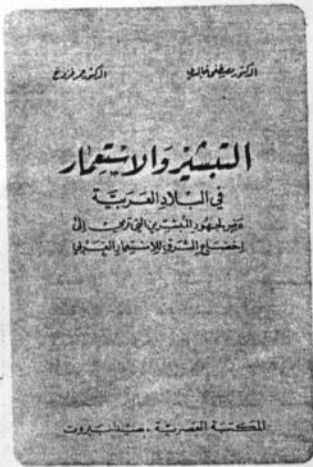 الدكتور مصطفى خالدي الدكتور عمر فروخ
التبشير والاستعمار
في البلاد العربية
عرض لجهود المبشرين التي ترمي إلى
إخضاع الشرق للاستعمار الغربي
المكتبة العصرية - صيدا - بيروت